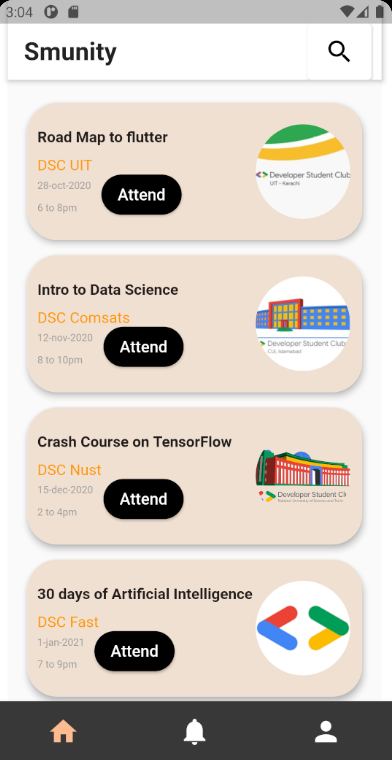 3:04
Smunity
Road Map to flutter
DSC UIT
28-oct-2020
6 to 8pm
Attend
Developer Student Club
UIT - Karachi
Intro to Data Science
DSC Comsats
12-nov-2020
8 to 10pm
Attend
Developer Student Club
CUI, Islamabad
Crash Course on TensorFlow
DSC Nust
15-dec-2020
2 to 4pm
Attend
Developer Student Cl
30 days of Artificial Intelligence
DSC Fast
1-jan-2021
7 to 9pm
Attend